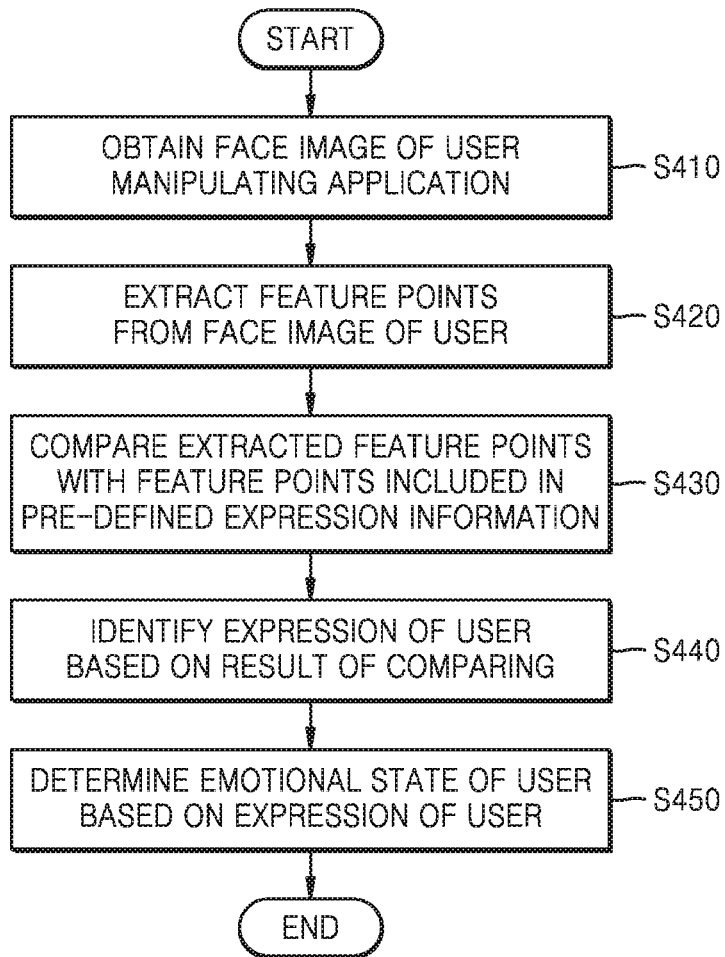 START
OBTAIN FACE IMAGE OF USER
MANIPULATING APPLICATION
S410
EXTRACT FEATURE POINTS
FROM FACE IMAGE OF USER
S420
COMPARE EXTRACTED FEATURE POINTS
WITH FEATURE POINTS INCLUDED IN
PRE-DEFINED EXPRESSION INFORMATION
S430
IDENTIFY EXPRESSION OF USER
BASED ON RESULT OF COMPARING
S440
DETERMINE EMOTIONAL STATE OF USER
BASED ON EXPRESSION OF USER
S450
END